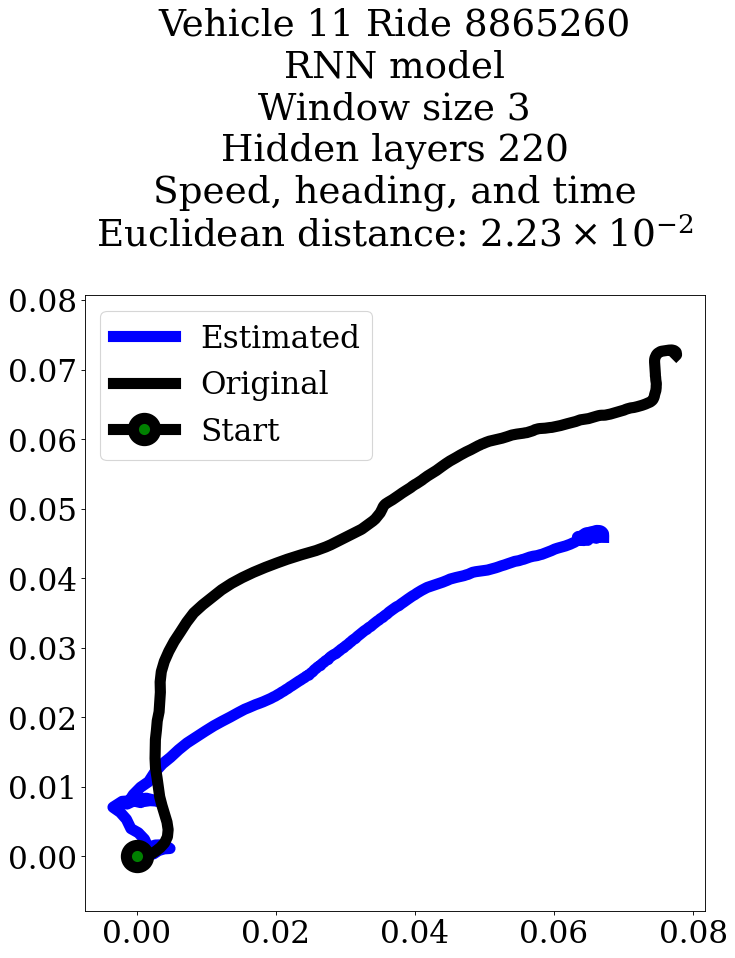 Vehicle 11 Ride 8865260
RNN model
Window size 3
Hidden layers 220
Speed, heading, and time
Euclidean distance: 2.23 × 10⁻²
0.08
0.07
0.06
0.05
0.04
0.03
0.02
0.01
0.00
Estimated
Original
Start
0.00 0.02 0.04 0.06 0.08